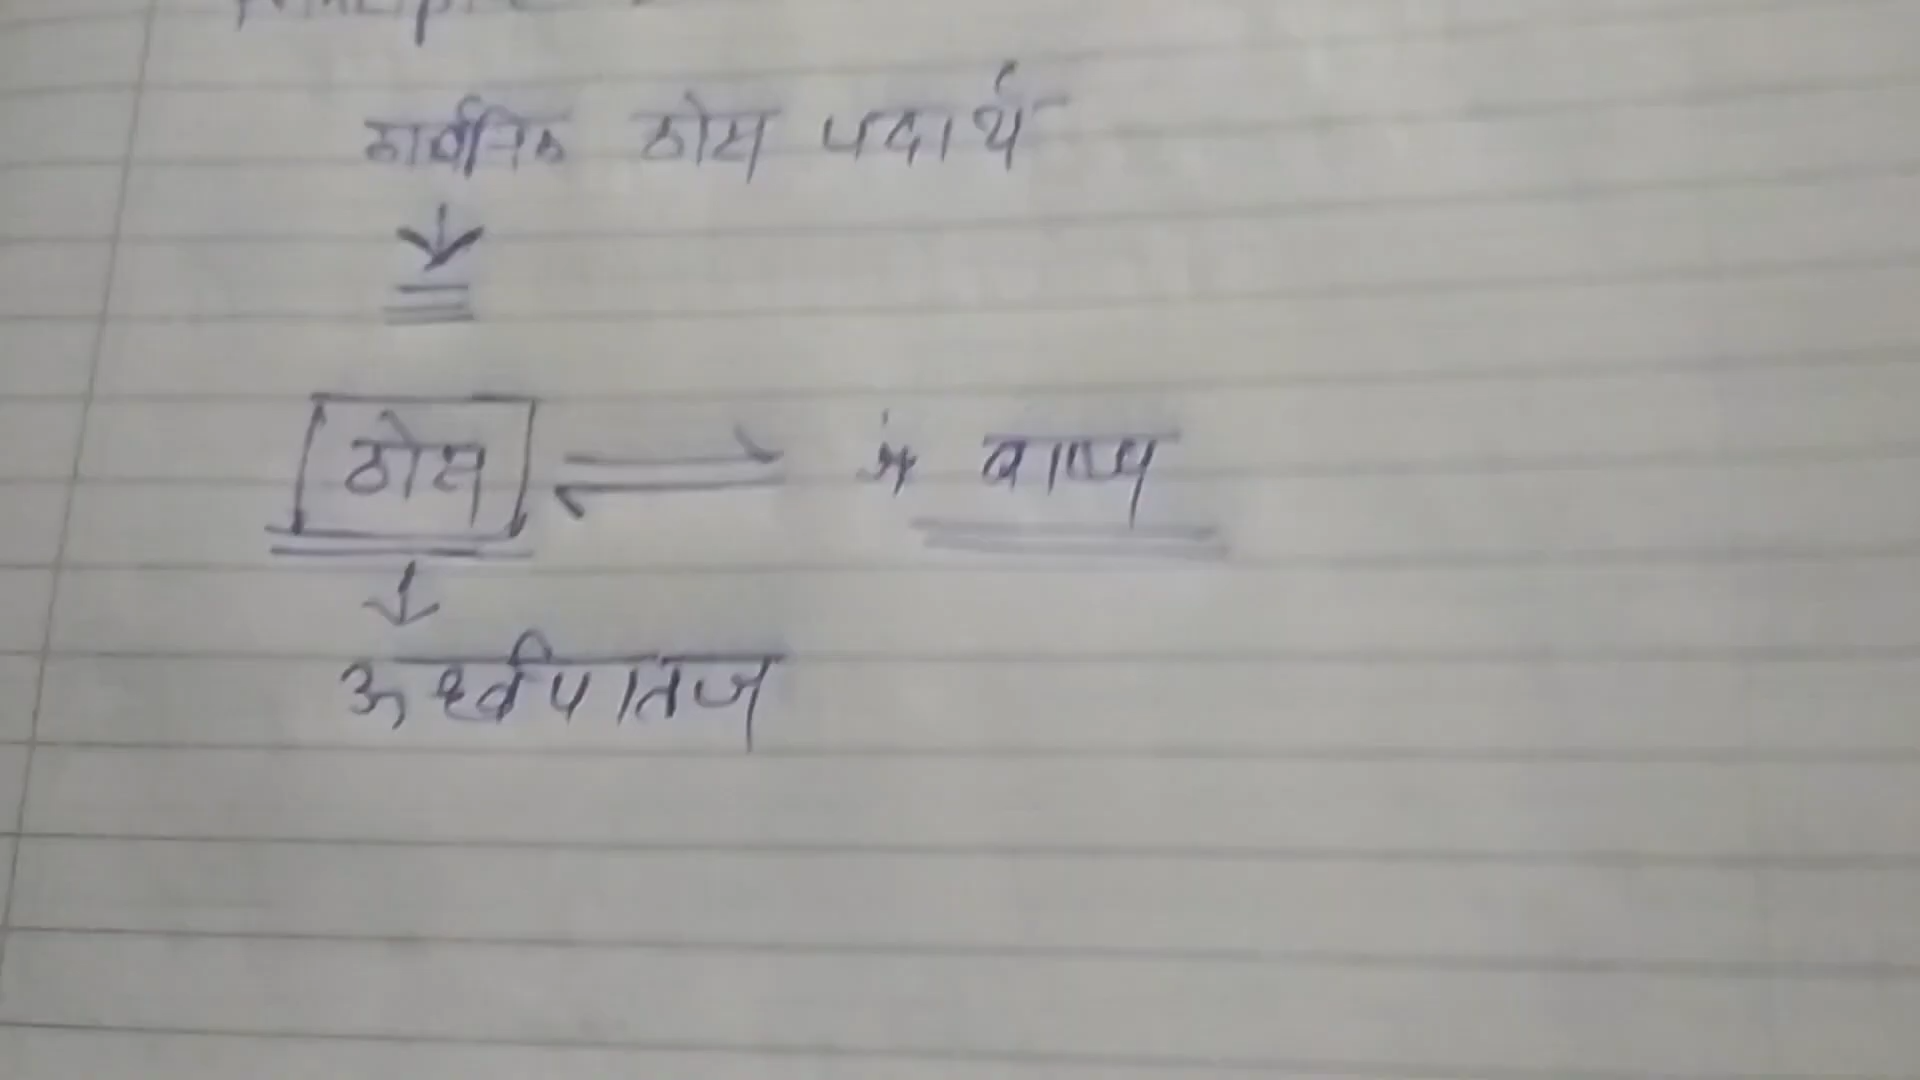 कार्बनिक ठोस पदार्थ
ठोस ⇌ वाष्प
ऊर्ध्वपातज